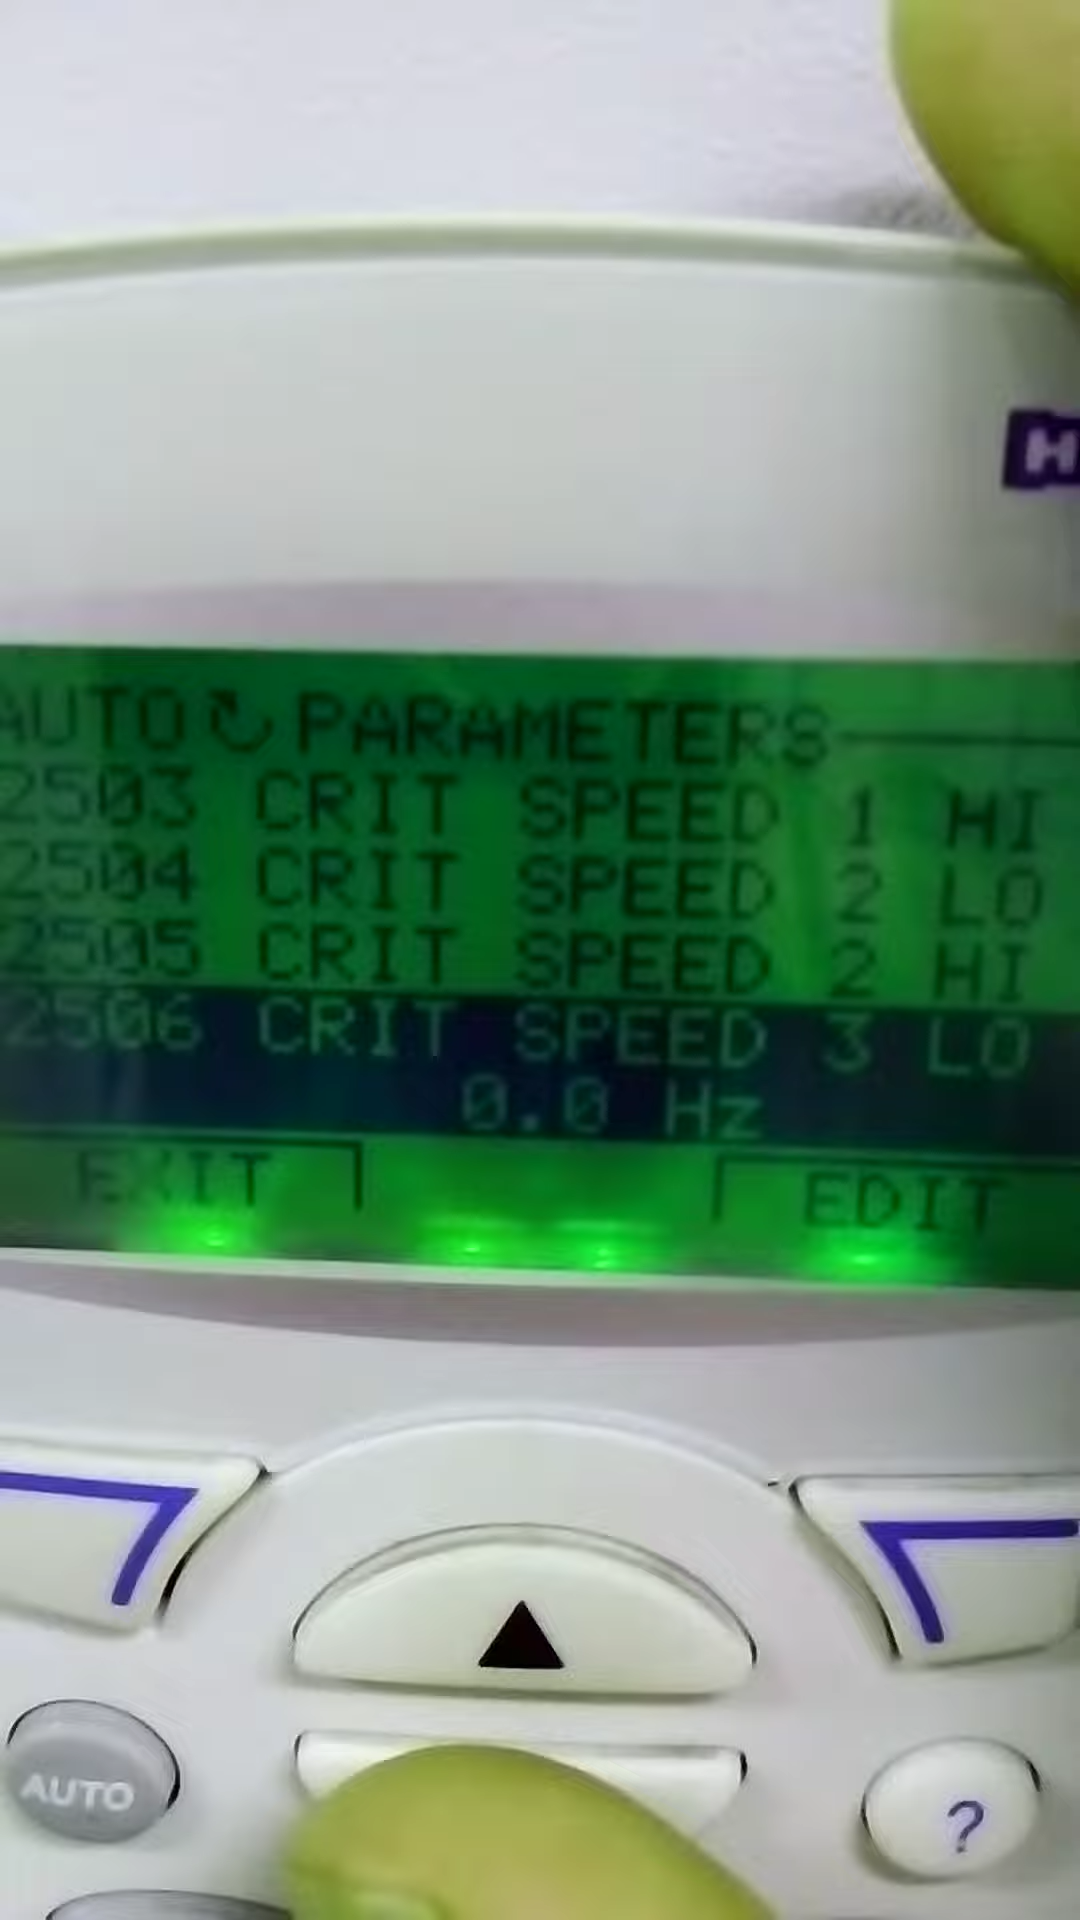 H
AUTO ↻ PARAMETERS
2503 CRIT SPEED 1 HI
2504 CRIT SPEED 2 LO
2505 CRIT SPEED 2 HI
2506 CRIT SPEED 3 LO
0.0 Hz
EXIT EDIT
AUTO ?